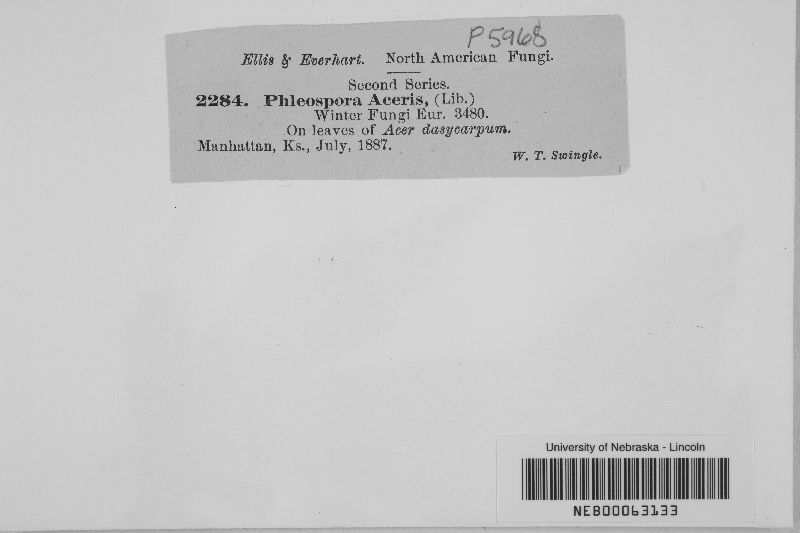 P5968
Ellis & Everhart. North American Fungi.
Second Series.
2284. Phleospora Aceris, (Lib.)
Winter Fungi Eur. 3480.
On leaves of Acer dasycarpum.
Manhattan, Ks., July, 1887.
W. T. Swingle.
University of Nebraska - Lincoln
NEB00063133